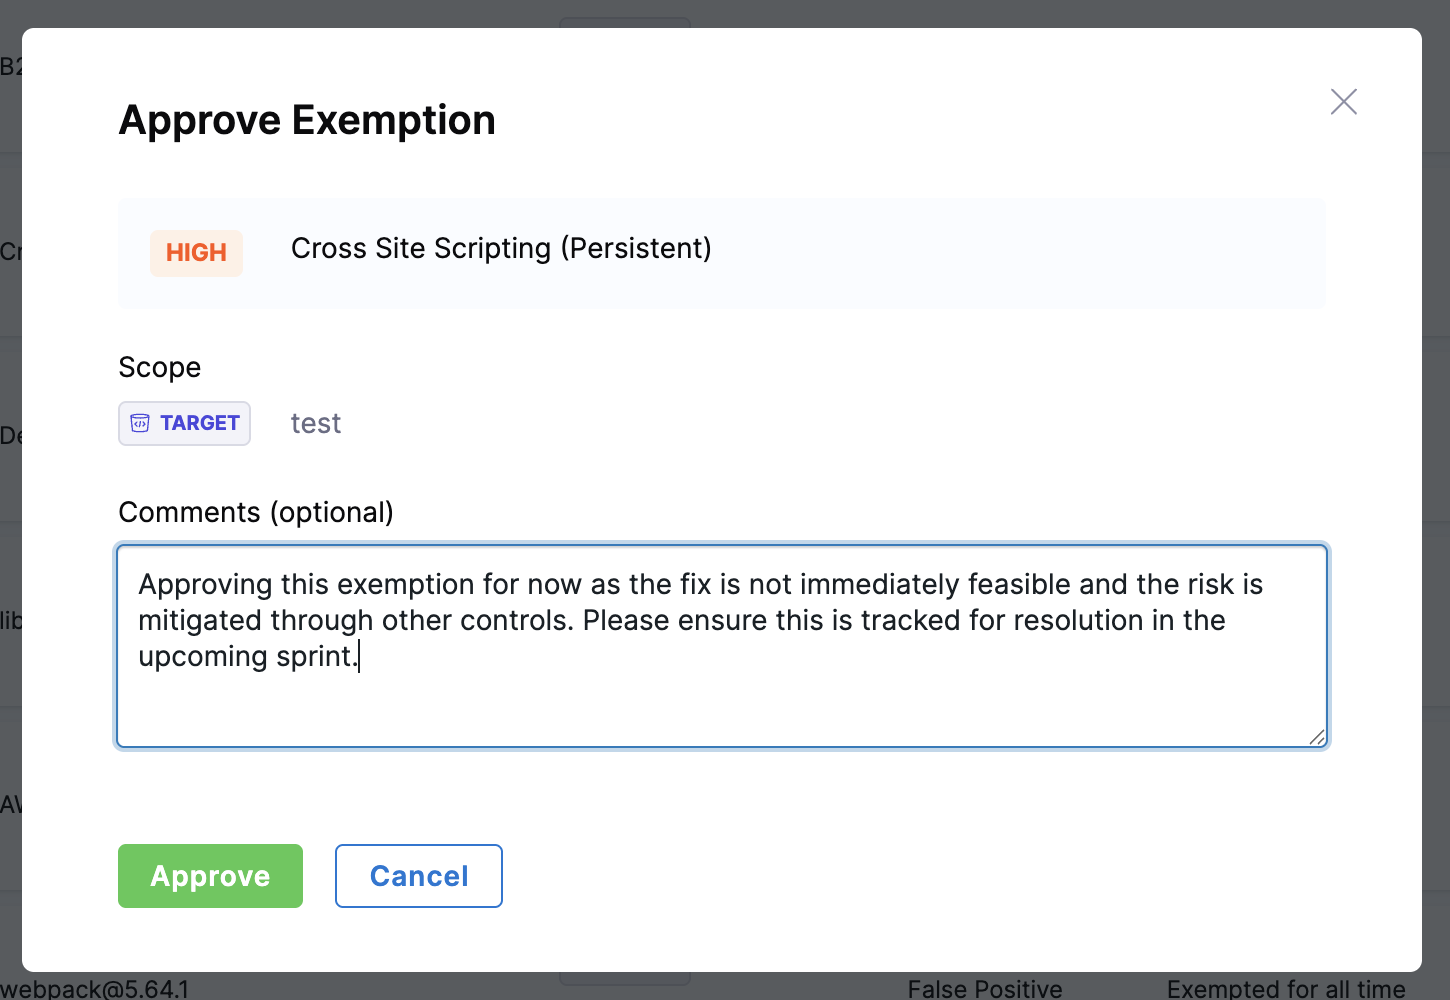 B2
Approve Exemption
Cr
HIGH
Cross Site Scripting (Persistent)
Scope
TARGET
test
De
Comments (optional)
Approving this exemption for now as the fix is not immediately feasible and the risk is
mitigated through other controls. Please ensure this is tracked for resolution in the
upcoming sprint.
lib
Approve
Cancel
webpack@5.64.1
False Positive
Exempted for all time